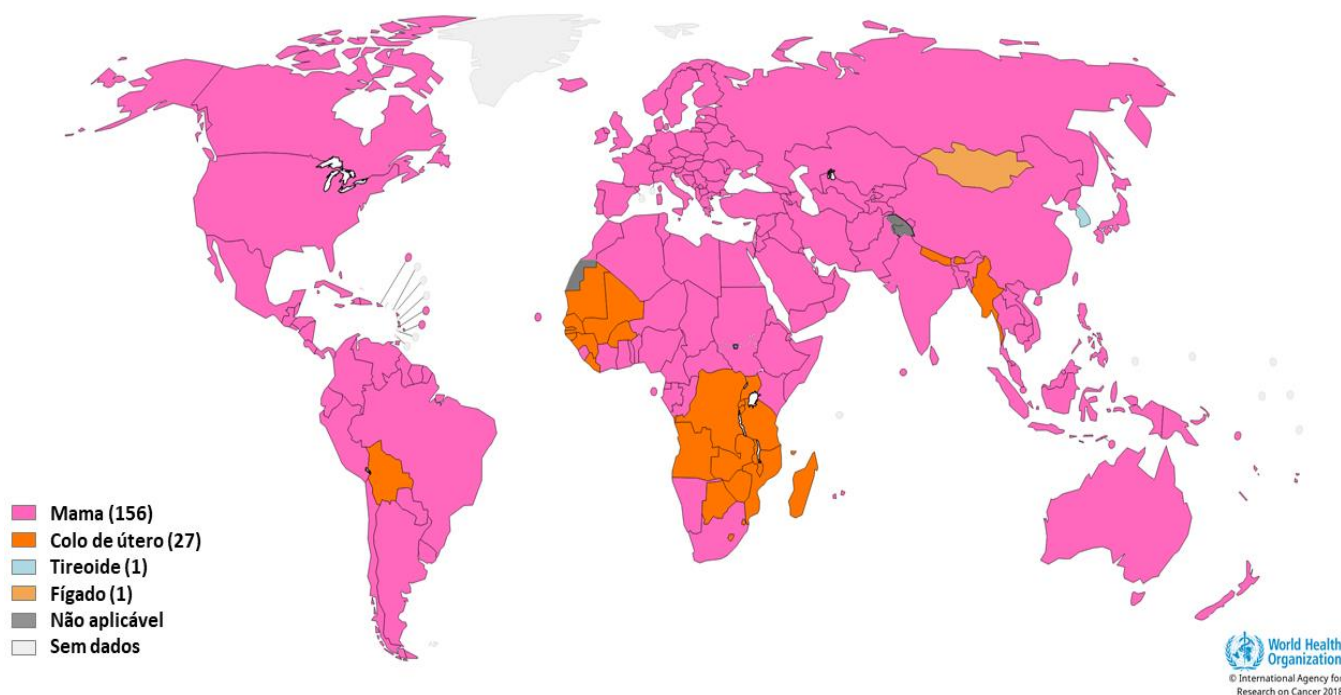 Mama (156)
Colo de útero (27)
Tireoide (1)
Fígado (1)
Não aplicável
Sem dados
World Health
Organization
© International Agency for
Research on Cancer 2018